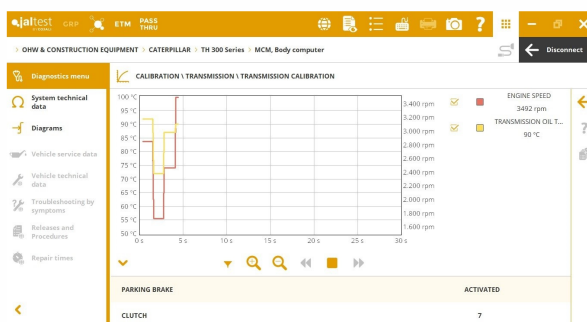 jaltest
GRP
ETM
PASS THRU
OHW & CONSTRUCTION EQUIPMENT > CATERPILLAR > TH 300 Series > MCM, Body computer
Disconnect
Diagnostics menu
CALIBRATION \ TRANSMISSION \ TRANSMISSION CALIBRATION
System technical
data
Diagrams
Vehicle service data
Vehicle technical
data
Troubleshooting by
symptoms
Releases and
Procedures
Repair times
100 °C
95 °C
90 °C
85 °C
80 °C
75 °C
70 °C
65 °C
60 °C
55 °C
50 °C
0 s
5 s
10 s
15 s
20 s
25 s
30 s
3.400 rpm
3.200 rpm
3.000 rpm
2.800 rpm
2.600 rpm
2.400 rpm
2.200 rpm
2.000 rpm
1.800 rpm
1.600 rpm
ENGINE SPEED
3492 rpm
TRANSMISSION OIL T...
90 °C
PARKING BRAKE
ACTIVATED
CLUTCH
7